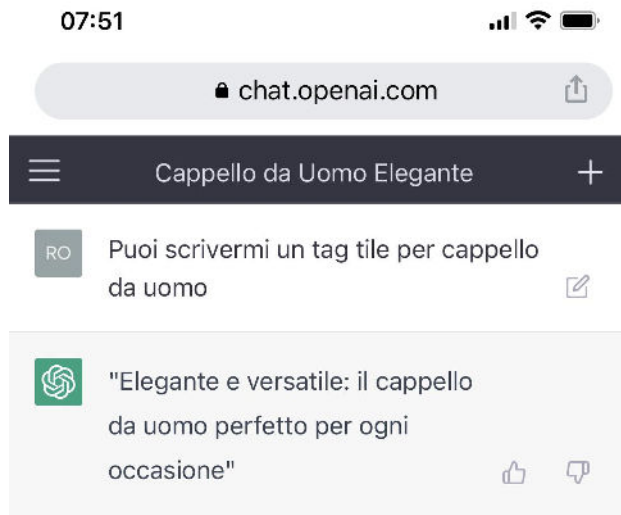 07:51
chat.openai.com
Cappello da Uomo Elegante
RO
Puoi scrivermi un tag tile per cappello
da uomo
"Elegante e versatile: il cappello
da uomo perfetto per ogni
occasione"